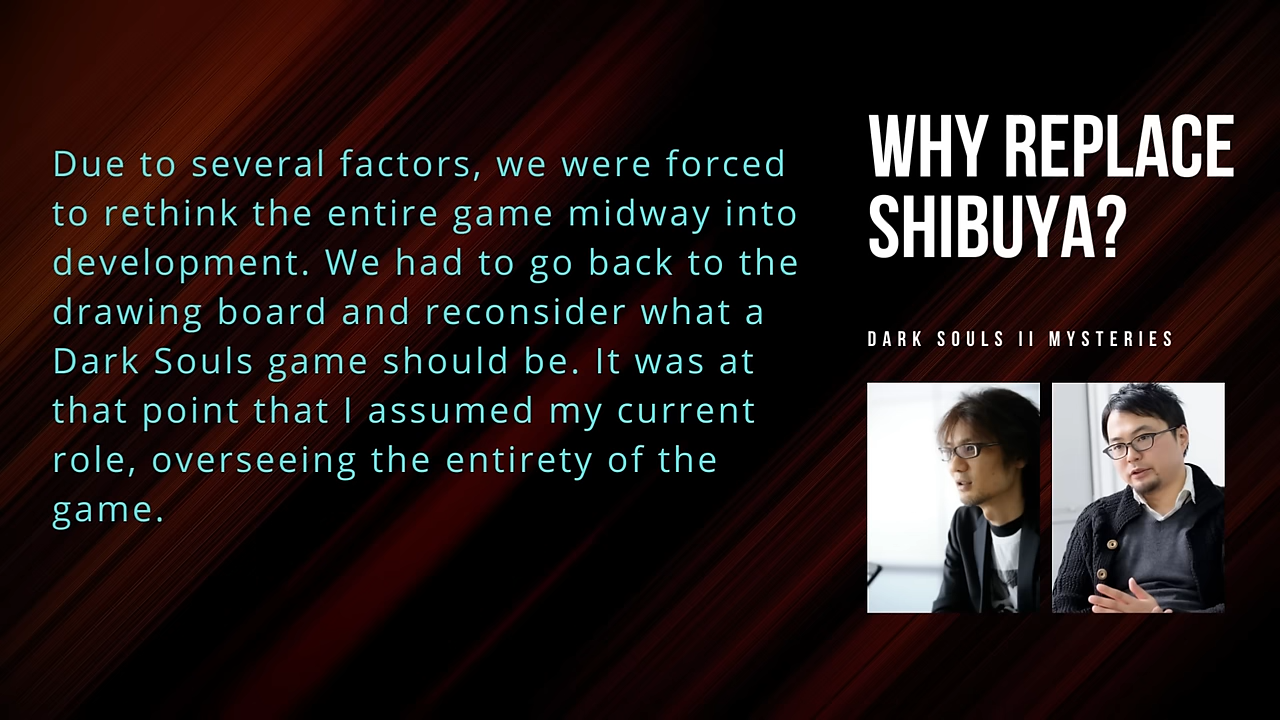 Due to several factors, we were forced
to rethink the entire game midway into
development. We had to go back to the
drawing board and reconsider what a
Dark Souls game should be. It was at
that point that I assumed my current
role, overseeing the entirety of the
game.
WHY REPLACE
SHIBUYA?
DARK SOULS II MYSTERIES